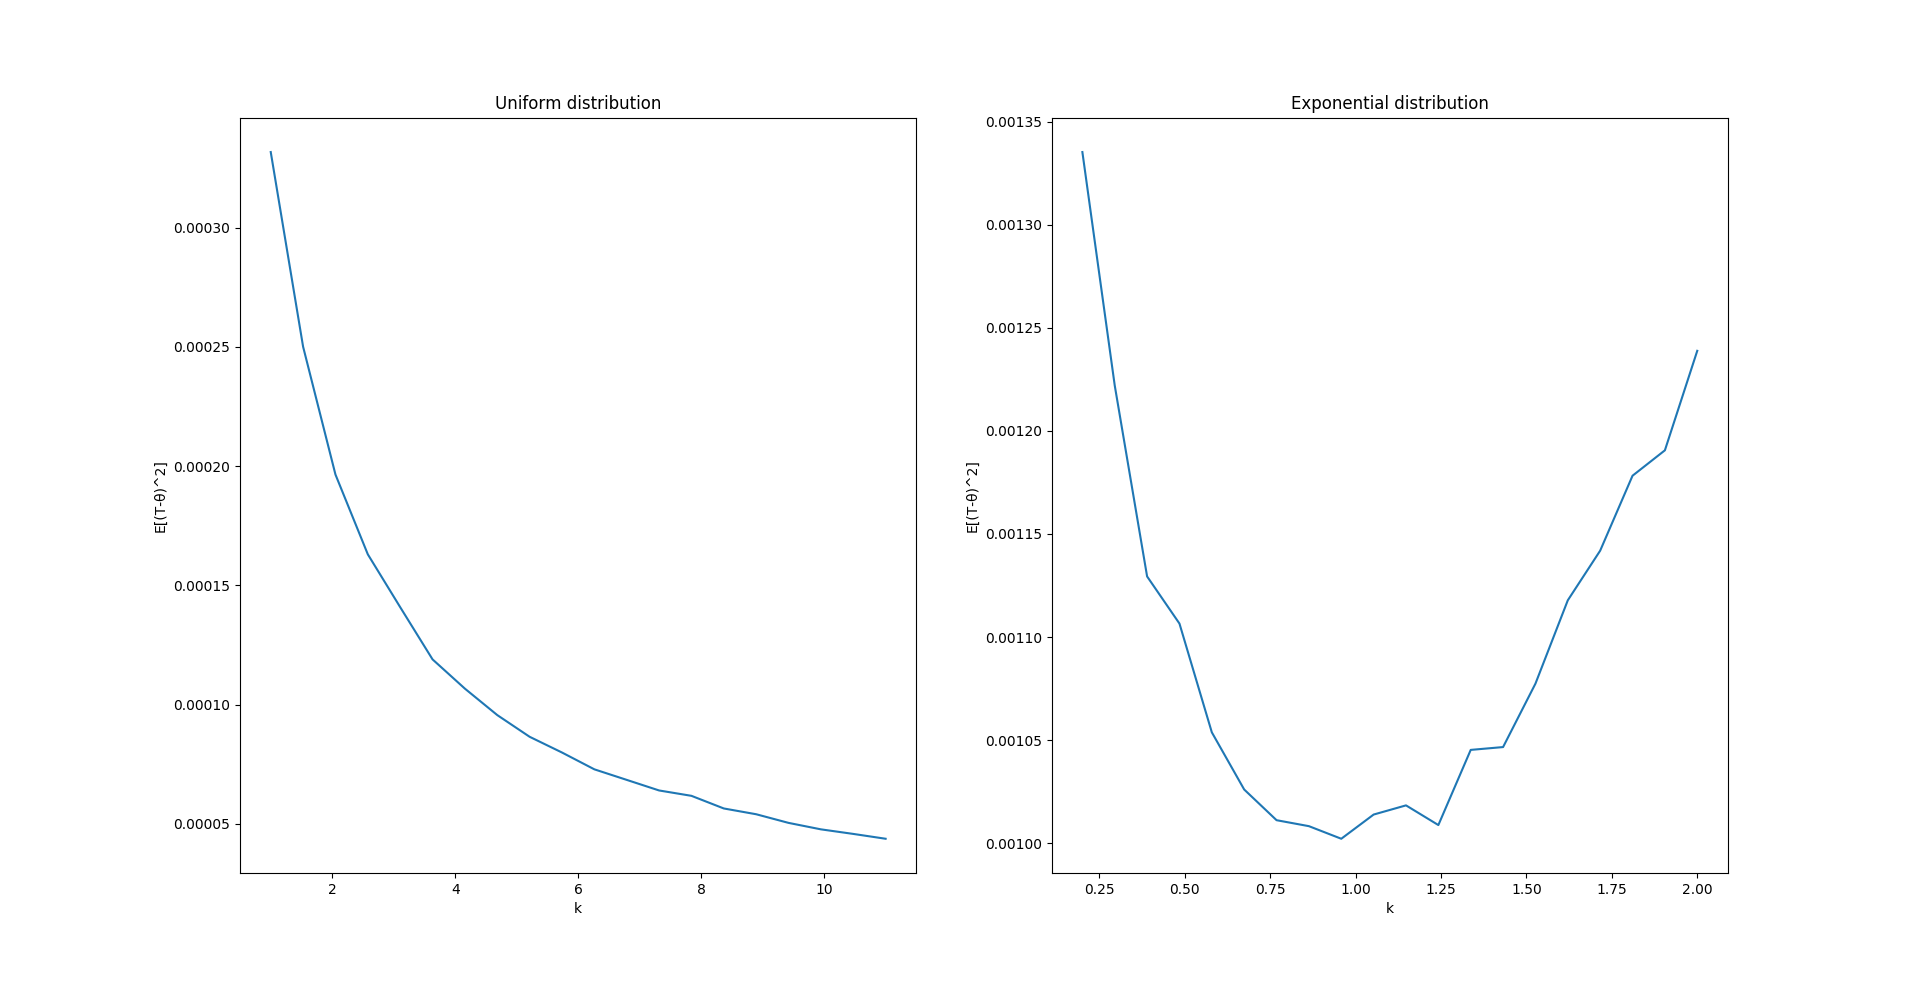 Uniform distribution
E[(T-θ)^2]
0.00030
0.00025
0.00020
0.00015
0.00010
0.00005
2 4 6 8 10
k
Exponential distribution
E[(T-θ)^2]
0.00135
0.00130
0.00125
0.00120
0.00115
0.00110
0.00105
0.00100
0.25 0.50 0.75 1.00 1.25 1.50 1.75 2.00
k